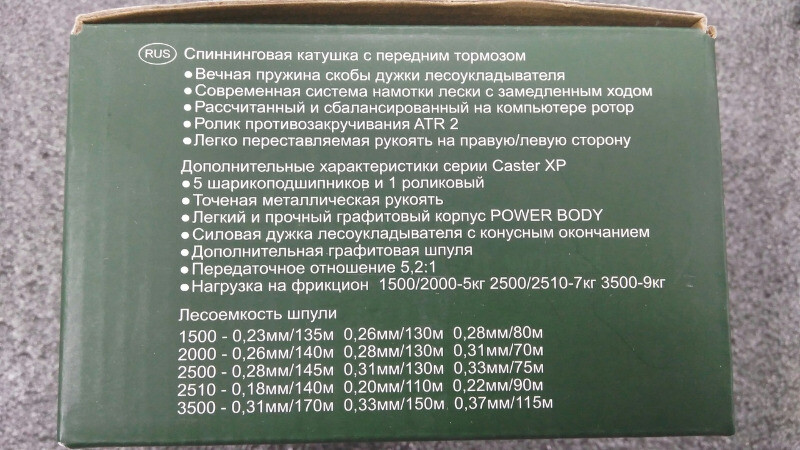 RUS Спиннинговая катушка с передним тормозом
● Вечная пружина скобы дужки лесоукладывателя
● Современная система намотки лески с замедленным ходом
● Рассчитанный и сбалансированный на компьютере ротор
● Ролик противозакручивания ATR 2
● Легко переставляемая рукоять на правую/левую сторону
Дополнительные характеристики серии Caster XP
● 5 шарикоподшипников и 1 роликовый
● Точеная металлическая рукоять
● Легкий и прочный графитовый корпус POWER BODY
● Силовая дужка лесоукладывателя с конусным окончанием
● Дополнительная графитовая шпуля
● Передаточное отношение 5,2:1
● Нагрузка на фрикцион 1500/2000-5кг 2500/2510-7кг 3500-9кг
Лесоемкость шпули
1500 - 0,23мм/135м 0,26мм/130м 0,28мм/80м
2000 - 0,26мм/140м 0,28мм/130м 0,31мм/70м
2500 - 0,28мм/145м 0,31мм/130м 0,33мм/75м
2510 - 0,18мм/140м 0,20мм/110м 0,22мм/90м
3500 - 0,31мм/170м 0,33мм/150м 0,37мм/115м